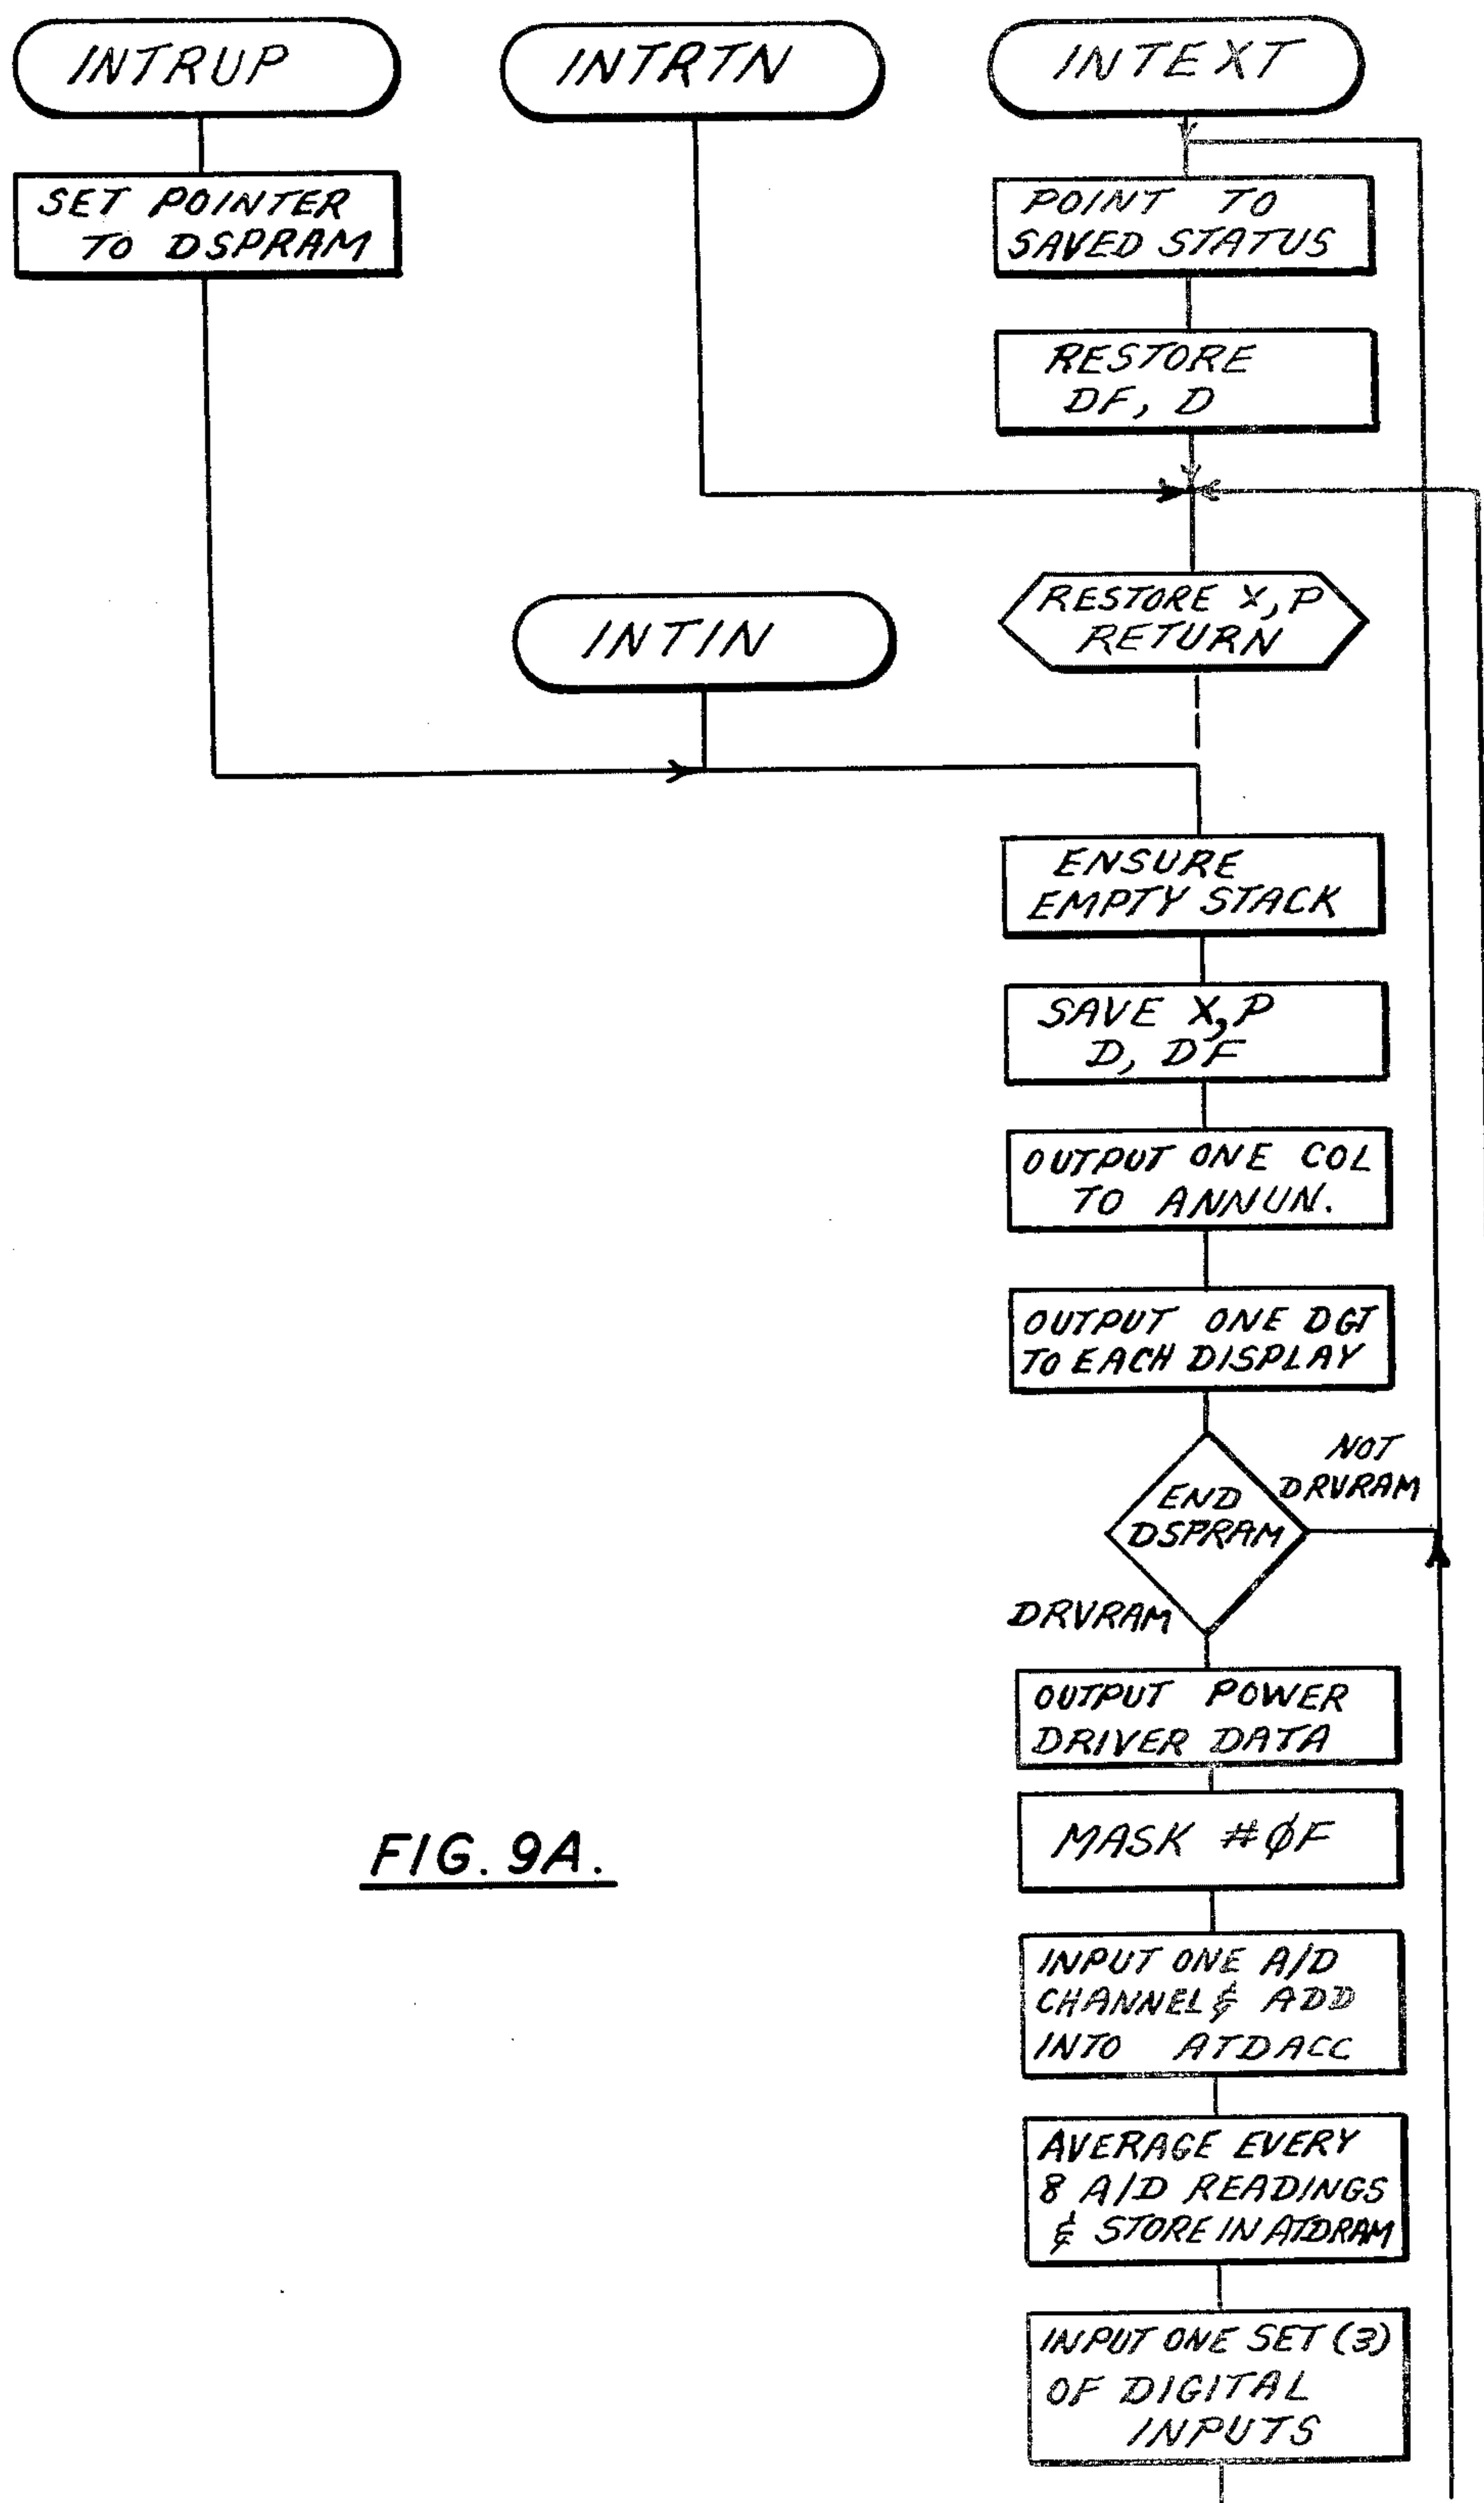 INTRUP
INTRTN
INTEXT
SET POINTER
TO DSPRAM
POINT TO
SAVED STATUS
RESTORE
DF, D
RESTORE X,P
RETURN
INTIN
ENSURE
EMPTY STACK
SAVE X,P
D, DF
OUTPUT ONE COL
TO ANNUN.
OUTPUT ONE DGT
TO EACH DISPLAY
NOT
DRVRAM
END
DSPRAM
DRVRAM
OUTPUT POWER
DRIVER DATA
MASK #ØF
FIG. 9A.
INPUT ONE A/D
CHANNEL & ADD
INTO ATDACC
AVERAGE EVERY
8 A/D READINGS
& STORE IN ATDRAM
INPUT ONE SET (3)
OF DIGITAL
INPUTS